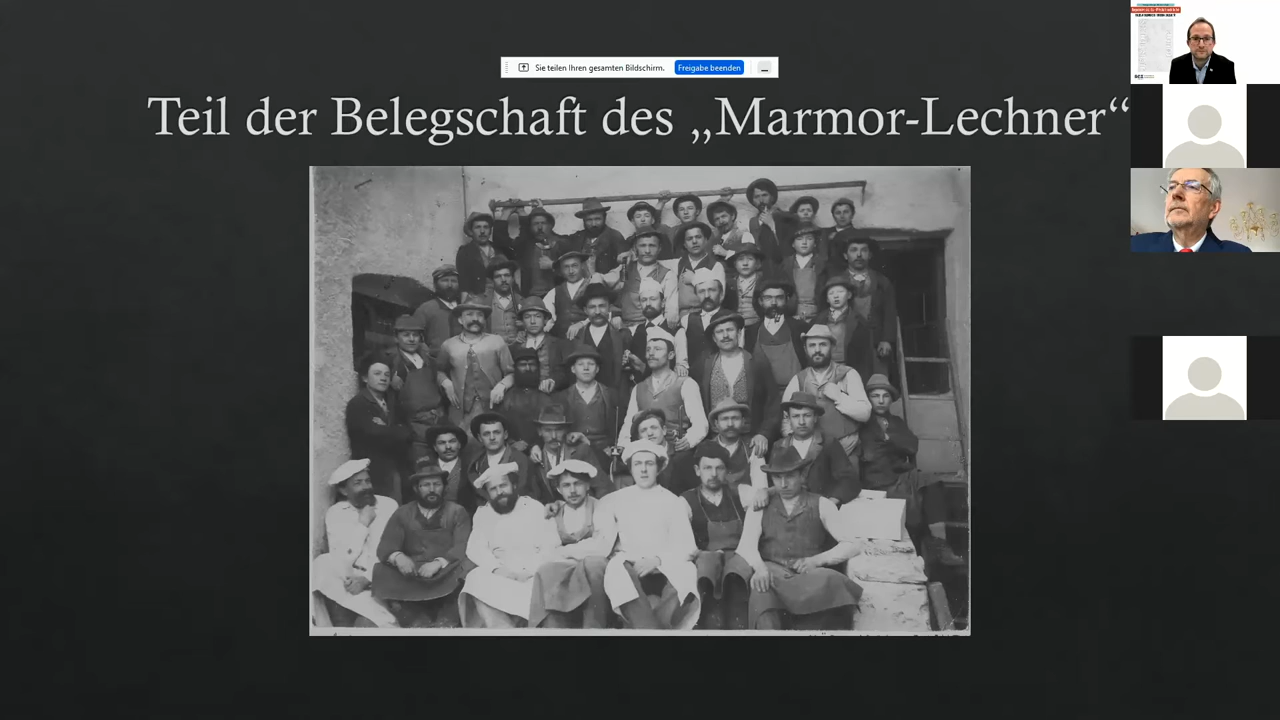 Sie teilen Ihren gesamten Bildschirm.
Freigabe beenden
Teil der Belegschaft des „Marmor-Lechner“